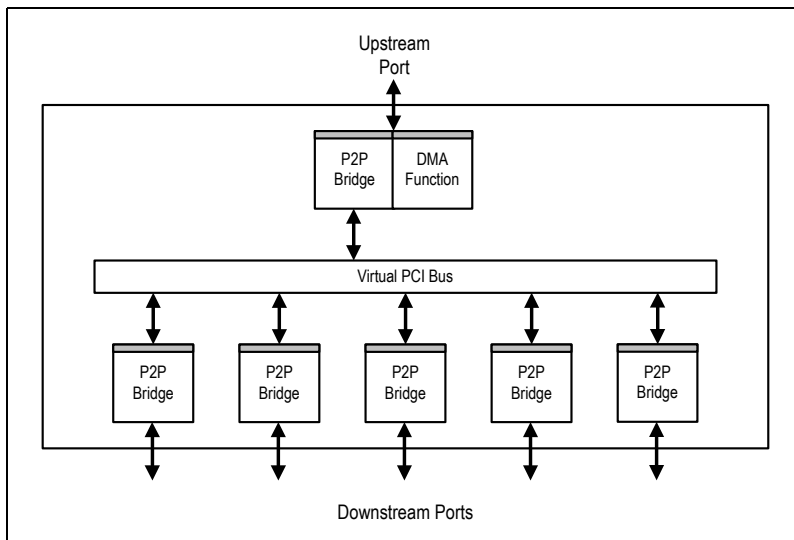 Upstream
Port
P2P
Bridge
DMA
Function
Virtual PCI Bus
P2P
Bridge
P2P
Bridge
P2P
Bridge
P2P
Bridge
P2P
Bridge
Downstream Ports